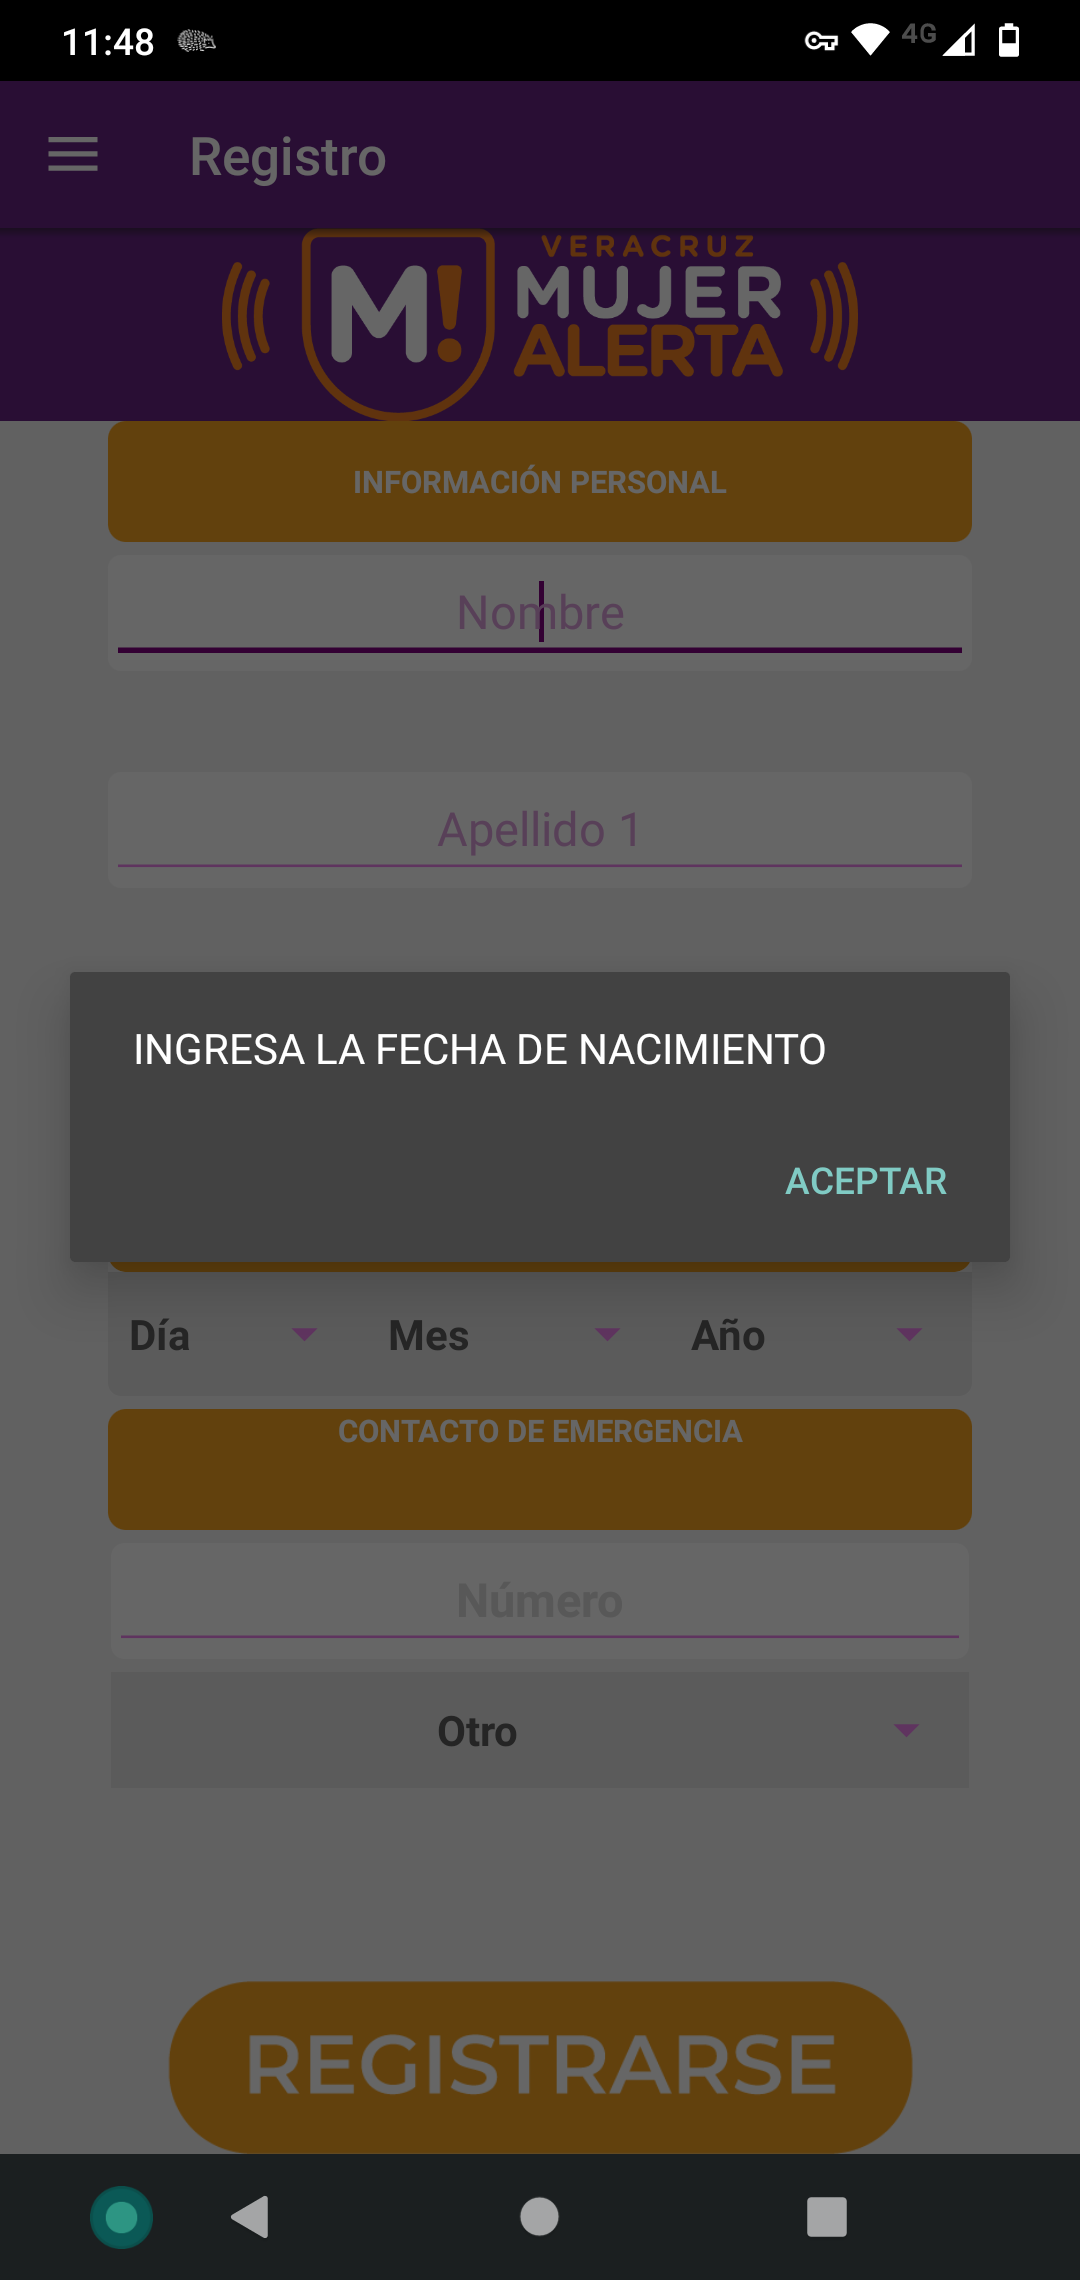 11:48
4G
Registro
VERACRUZ
M! MUJER
ALERTA
INFORMACIÓN PERSONAL
Nombre
Apellido 1
INGRESA LA FECHA DE NACIMIENTO
ACEPTAR
Día Mes Año
CONTACTO DE EMERGENCIA
Número
Otro
REGISTRARSE